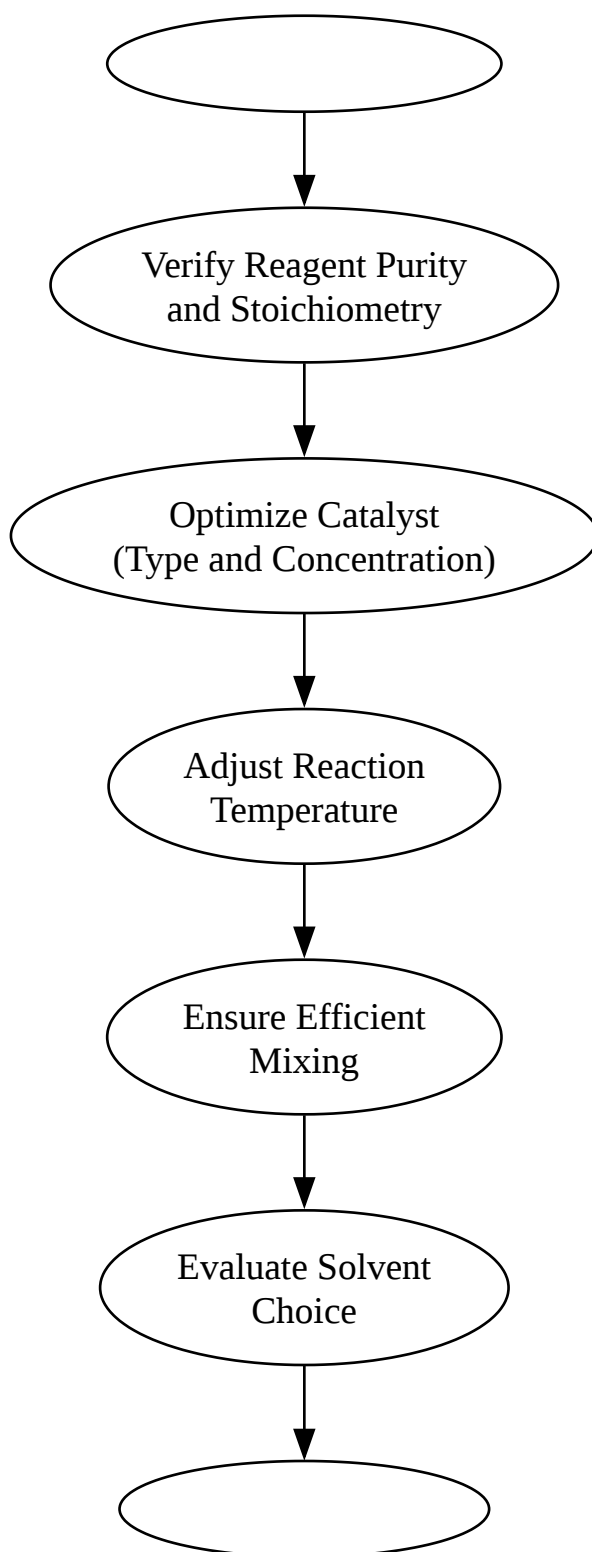 Verify Reagent Purity
and Stoichiometry
Optimize Catalyst
(Type and Concentration)
Adjust Reaction
Temperature
Ensure Efficient
Mixing
Evaluate Solvent
Choice